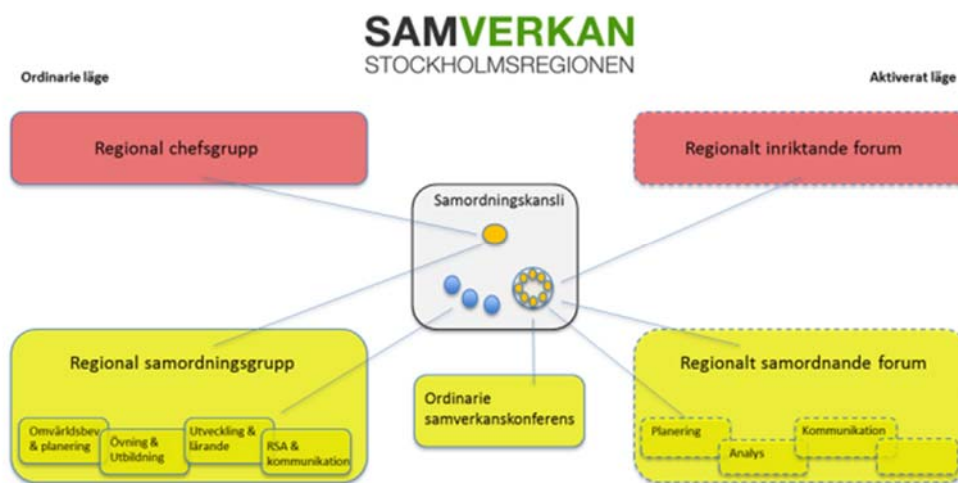 SAMVERKAN
STOCKHOLMSREGIONEN
Ordinarie läge
Aktiverat läge
Regional chefsgrupp
Regionalt inriktande forum
Samordningskansli
Regional samordningsgrupp
Omvärldsbev.
& planering
Övning &
Utbildning
Utveckling &
lärande
RSA &
kommunikation
Ordinarie
samverkanskonferens
Regionalt samordnande forum
Planering
Analys
Kommunikation